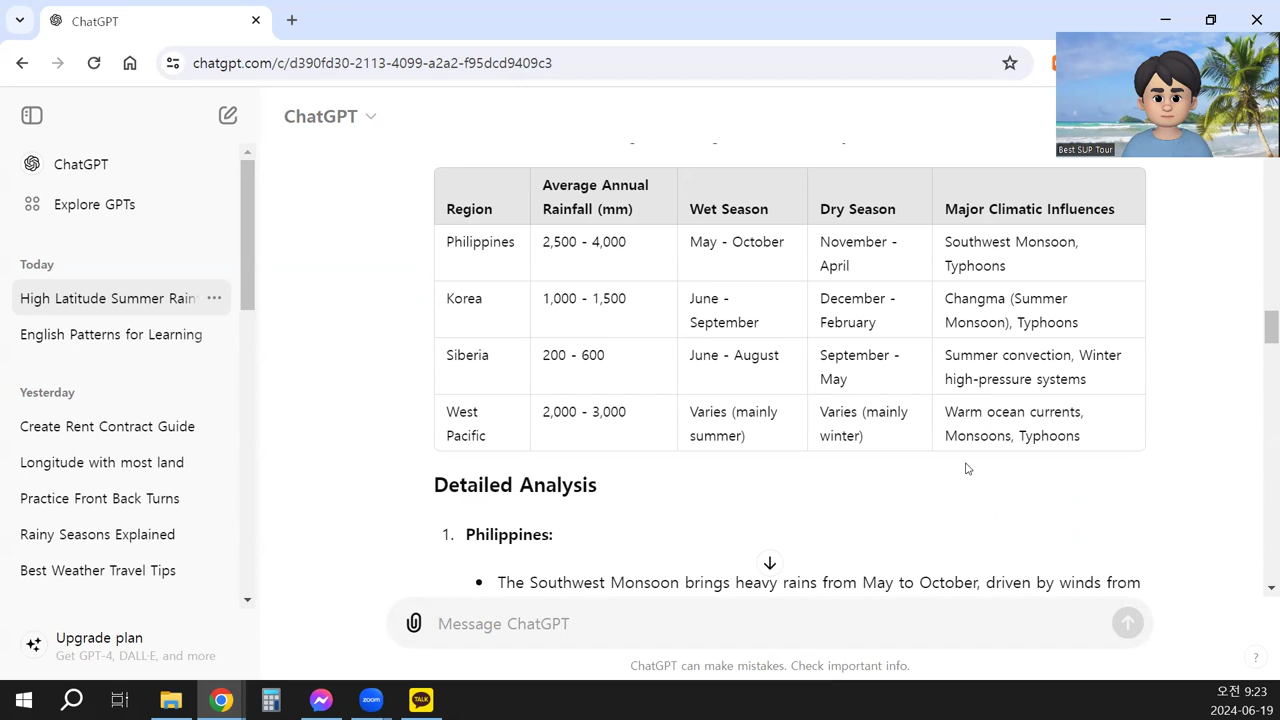 ChatGPT
chatgpt.com/c/d390fd30-2113-4099-a2a2-f95dcd9409c3
Best SUP Tour
ChatGPT
ChatGPT
Explore GPTs
Today
High Latitude Summer Rain
English Patterns for Learning
Yesterday
Create Rent Contract Guide
Longitude with most land
Practice Front Back Turns
Rainy Seasons Explained
Best Weather Travel Tips
Upgrade plan
Get GPT-4, DALL·E, and more
Average Annual
Region Rainfall (mm) Wet Season Dry Season Major Climatic Influences
Philippines 2,500 - 4,000 May - October November - Southwest Monsoon,
April Typhoons
Korea 1,000 - 1,500 June - December - Changma (Summer
September February Monsoon), Typhoons
Siberia 200 - 600 June - August September - Summer convection, Winter
May high-pressure systems
West 2,000 - 3,000 Varies (mainly Varies (mainly Warm ocean currents,
Pacific summer) winter) Monsoons, Typhoons
Detailed Analysis
1. Philippines:
• The Southwest Monsoon brings heavy rains from May to October, driven by winds from
Message ChatGPT
ChatGPT can make mistakes. Check important info.
?
zoom
TALK
오전 9:23
2024-06-19